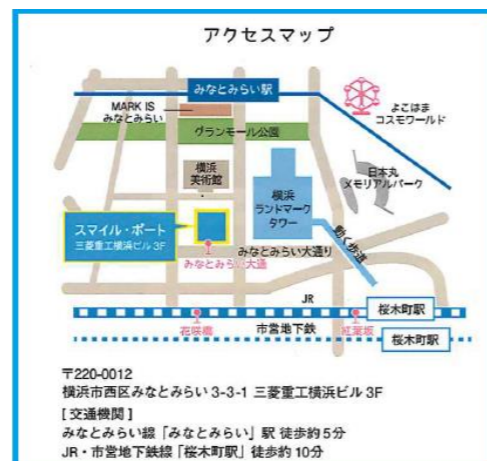 アクセスマップ
みなとみらい駅
MARK IS
みなとみらい
よこはま
コスモワールド
グランモール公園
横浜
美術館
日本丸
メモリアルパーク
横浜
ランドマーク
タワー
スマイル・ポート
三菱重工横浜ビル3F
動く歩道
みなとみらい大通り
みなとみらい大通
JR
桜木町駅
花咲橋
市営地下鉄
紅葉坂
桜木町駅
〒220-0012
横浜市西区みなとみらい 3-3-1 三菱重工横浜ビル 3F
[ 交通機関 ]
みなとみらい線「みなとみらい」駅 徒歩約5分
JR・市営地下鉄線「桜木町駅」徒歩約10分